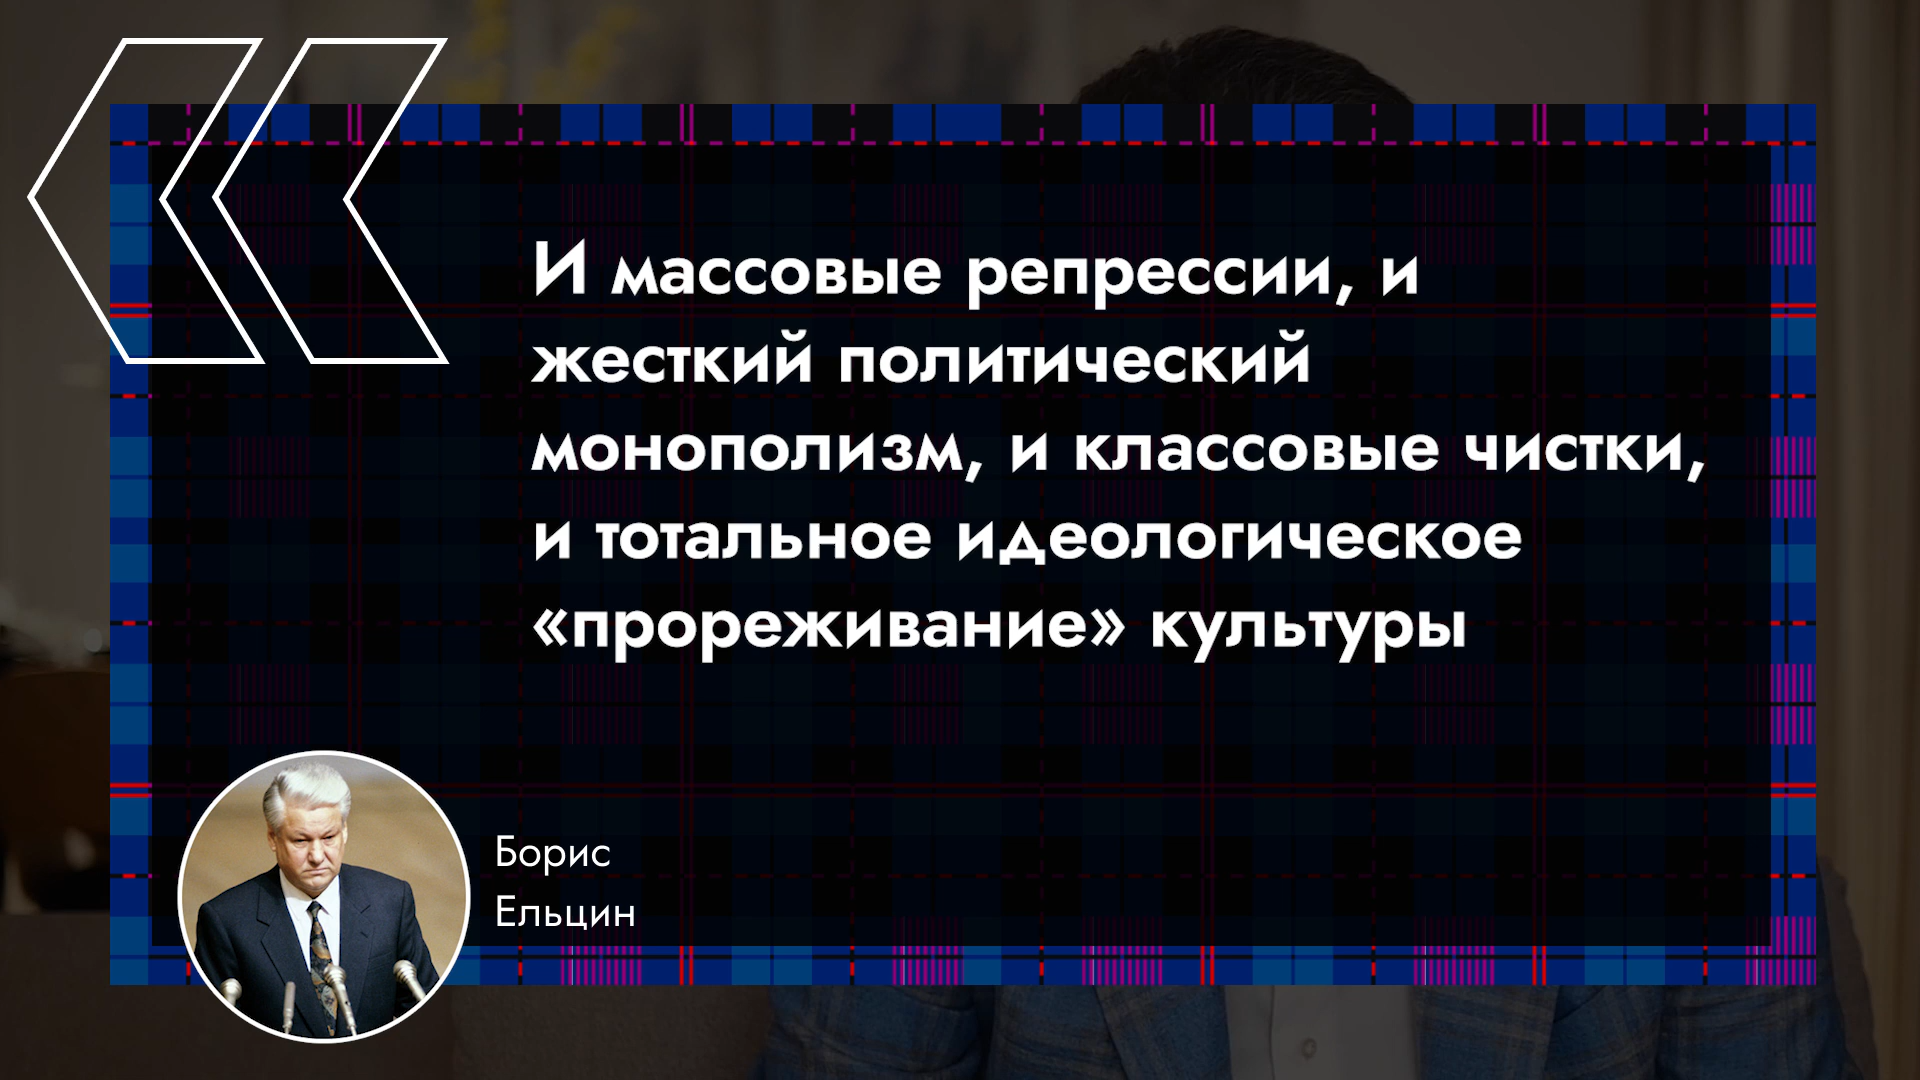 И массовые репрессии, и
жесткий политический
монополизм, и классовые чистки,
и тотальное идеологическое
«прореживание» культуры
Борис
Ельцин